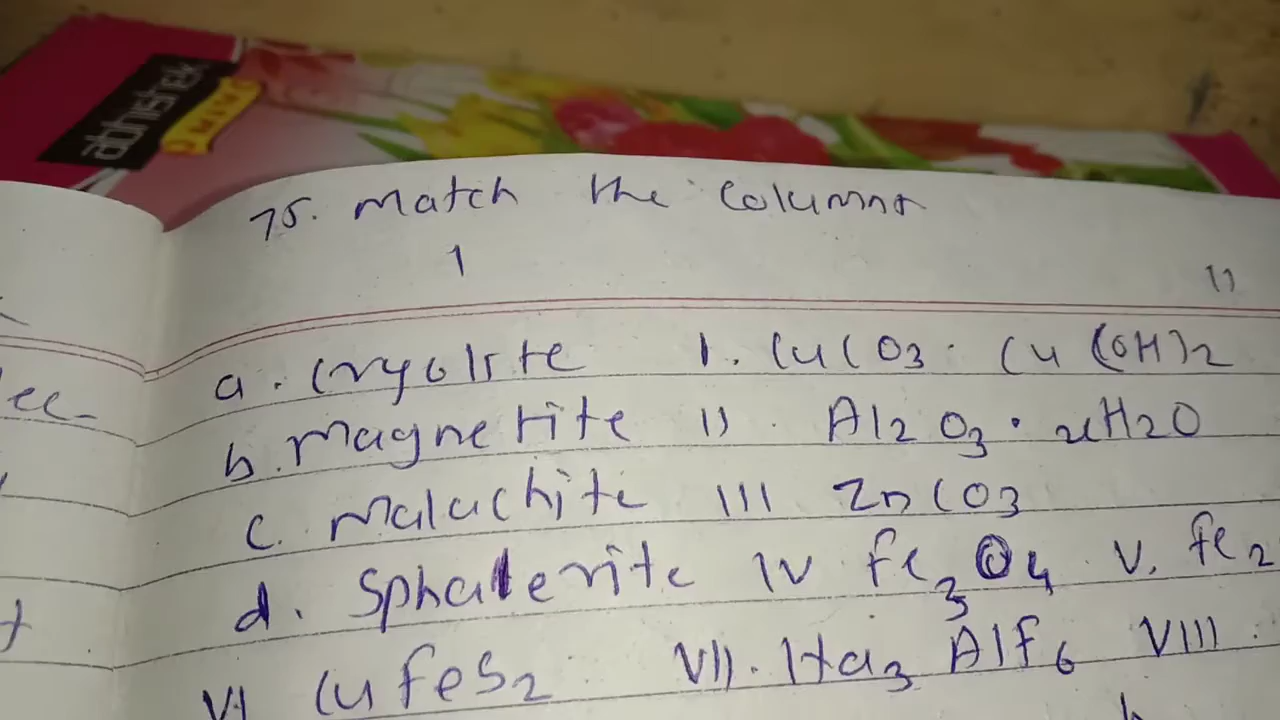 abhishek
75. Match the Columns
1
11
a. Cryolite 1. CuCO3. Cu(OH)2
b. Magnetite 11. Al2O3.xH2O
c. Malachite 111 ZnCO3
d. Sphalerite IV Fe3O4 V. Fe2
VI CuFeS2 VII. Na3AlF6 VIII.